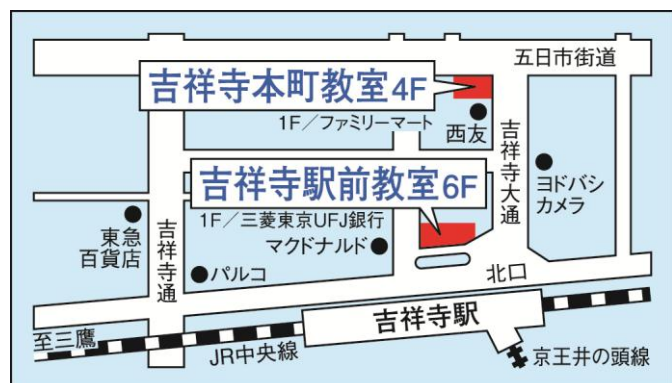 五日市街道
吉祥寺本町教室4F
1F／ファミリーマート
西友
吉祥寺大通
ヨドバシ
カメラ
吉祥寺駅前教室6F
1F／三菱東京UFJ銀行
マクドナルド
東急
百貨店
吉祥寺通
パルコ
北口
吉祥寺駅
至三鷹
JR中央線
京王井の頭線